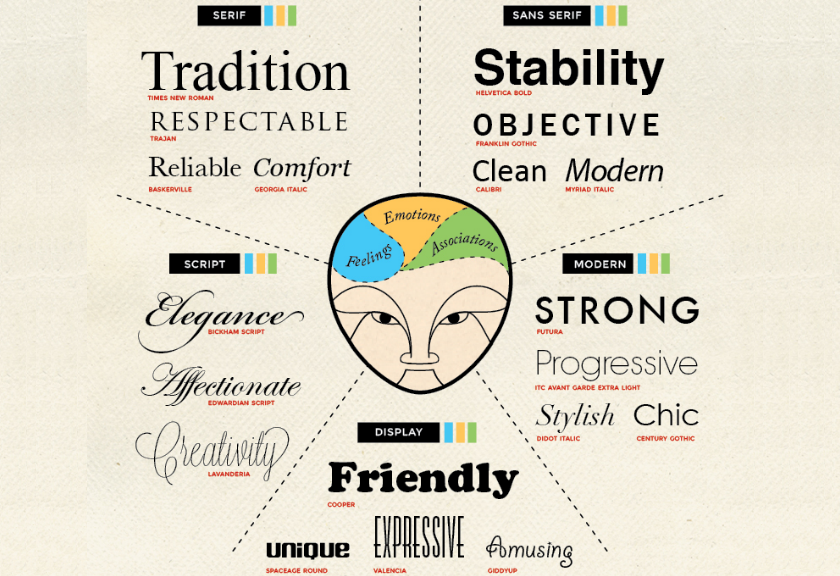 SERIF
Tradition
TIMES NEW ROMAN
RESPECTABLE
TRAJAN
Reliable Comfort
BASKERVILLE GEORGIA ITALIC
SANS SERIF
Stability
HELVETICA BOLD
OBJECTIVE
FRANKLIN GOTHIC
Clean Modern
CALIBRI MYRIAD ITALIC
Emotions
Feelings Associations
SCRIPT
Elegance
BICKHAM SCRIPT
Affectionate
EDWARDIAN SCRIPT
Creativity
LAVANDERIA
MODERN
STRONG
FUTURA
Progressive
ITC AVANT GARDE EXTRA LIGHT
Stylish Chic
DIDOT ITALIC CENTURY GOTHIC
DISPLAY
Friendly
COOPER
unique EXPRESSIVE Amusing
SPACEAGE ROUND VALENCIA GIDDYUP